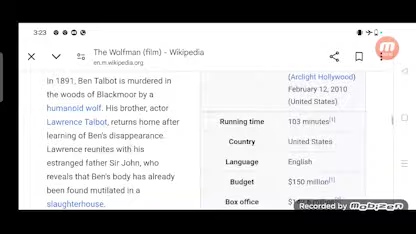 3:23
The Wolfman (film) - Wikipedia
en.m.wikipedia.org
In 1891, Ben Talbot is murdered in
the woods of Blackmoor by a
humanoid wolf. His brother, actor
Lawrence Talbot, returns home after
learning of Ben's disappearance.
Lawrence reunites with his
estranged father Sir John, who
reveals that Ben's body has already
been found mutilated in a
slaughterhouse.
(Arclight Hollywood)
February 12, 2010
(United States)
Running time 103 minutes[1]
Country United States
Language English
Budget $150 million[1]
Box office
Recorded by Mobizen